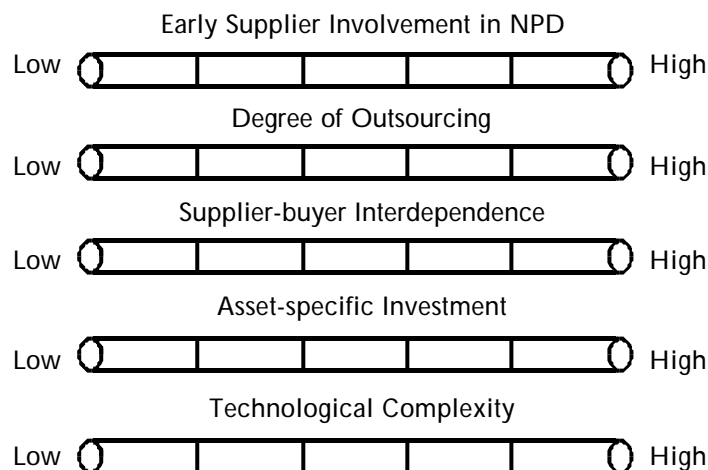 Early Supplier Involvement in NPD
Low High
Degree of Outsourcing
Low High
Supplier-buyer Interdependence
Low High
Asset-specific Investment
Low High
Technological Complexity
Low High